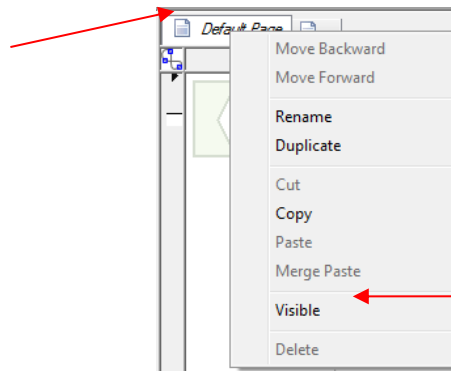 Default Page
Move Backward
Move Forward
Rename
Duplicate
Cut
Copy
Paste
Merge Paste
Visible
Delete